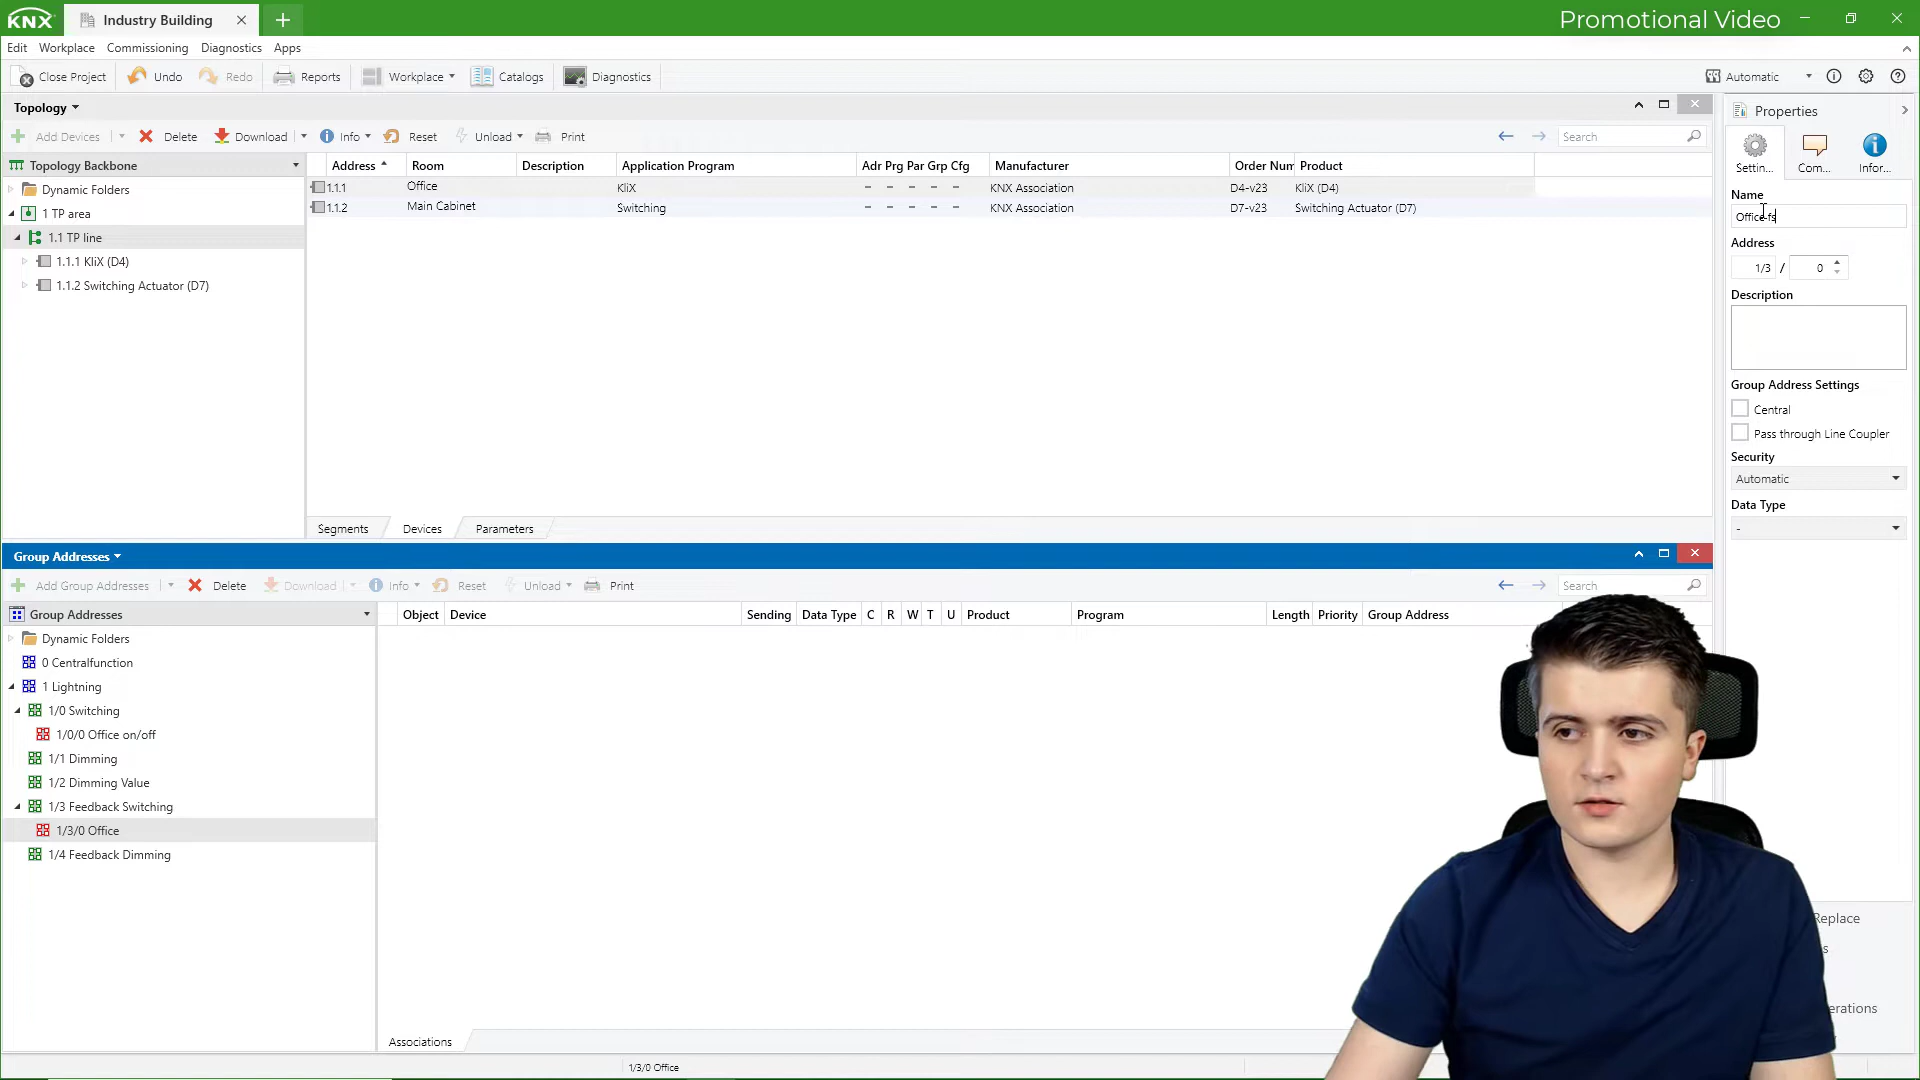 KNX Industry Building Promotional Video
Edit Workplace Commissioning Diagnostics Apps
Close Project Undo Redo Reports Workplace Catalogs Diagnostics Automatic
Topology
Add Devices Delete Download Info Reset Unload Print Search
Topology Backbone
Dynamic Folders
1 TP area
1.1 TP line
1.1.1 KliX (D4)
1.1.2 Switching Actuator (D7)
Address Room Description Application Program Adr Prg Par Grp Cfg Manufacturer Order Num Product
1.1.1 Office KliX – – – – – KNX Association D4-v23 KliX (D4)
1.1.2 Main Cabinet Switching – – – – – KNX Association D7-v23 Switching Actuator (D7)
Segments Devices Parameters
Properties
Settin... Com... Infor...
Name
Office-fs
Address
1/3 / 0
Description
Group Address Settings
Central
Pass through Line Coupler
Security
Automatic
Data Type
-
Group Addresses
Add Group Addresses Delete Download Info Reset Unload Print Search
Group Addresses
Dynamic Folders
0 Centralfunction
1 Lightning
1/0 Switching
1/0/0 Office on/off
1/1 Dimming
1/2 Dimming Value
1/3 Feedback Switching
1/3/0 Office
1/4 Feedback Dimming
Object Device Sending Data Type C R W T U Product Program Length Priority Group Address
Associations
Replace
s
erations
1/3/0 Office